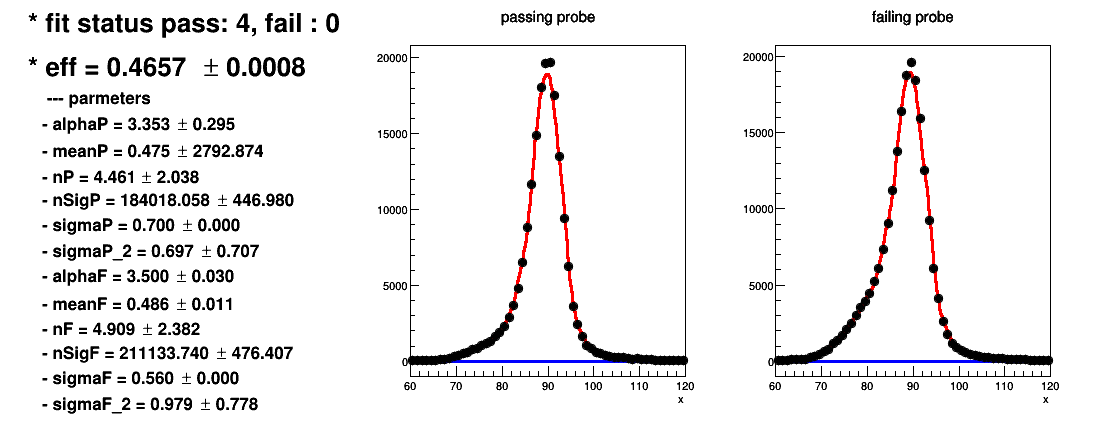 * fit status pass: 4, fail : 0
* eff = 0.4657 ± 0.0008
--- parmeters
- alphaP = 3.353 ± 0.295
- meanP = 0.475 ± 2792.874
- nP = 4.461 ± 2.038
- nSigP = 184018.058 ± 446.980
- sigmaP = 0.700 ± 0.000
- sigmaP_2 = 0.697 ± 0.707
- alphaF = 3.500 ± 0.030
- meanF = 0.486 ± 0.011
- nF = 4.909 ± 2.382
- nSigF = 211133.740 ± 476.407
- sigmaF = 0.560 ± 0.000
- sigmaF_2 = 0.979 ± 0.778
passing probe
20000
15000
10000
5000
0
60 70 80 90 100 110 120
x
failing probe
20000
15000
10000
5000
0
60 70 80 90 100 110 120
x